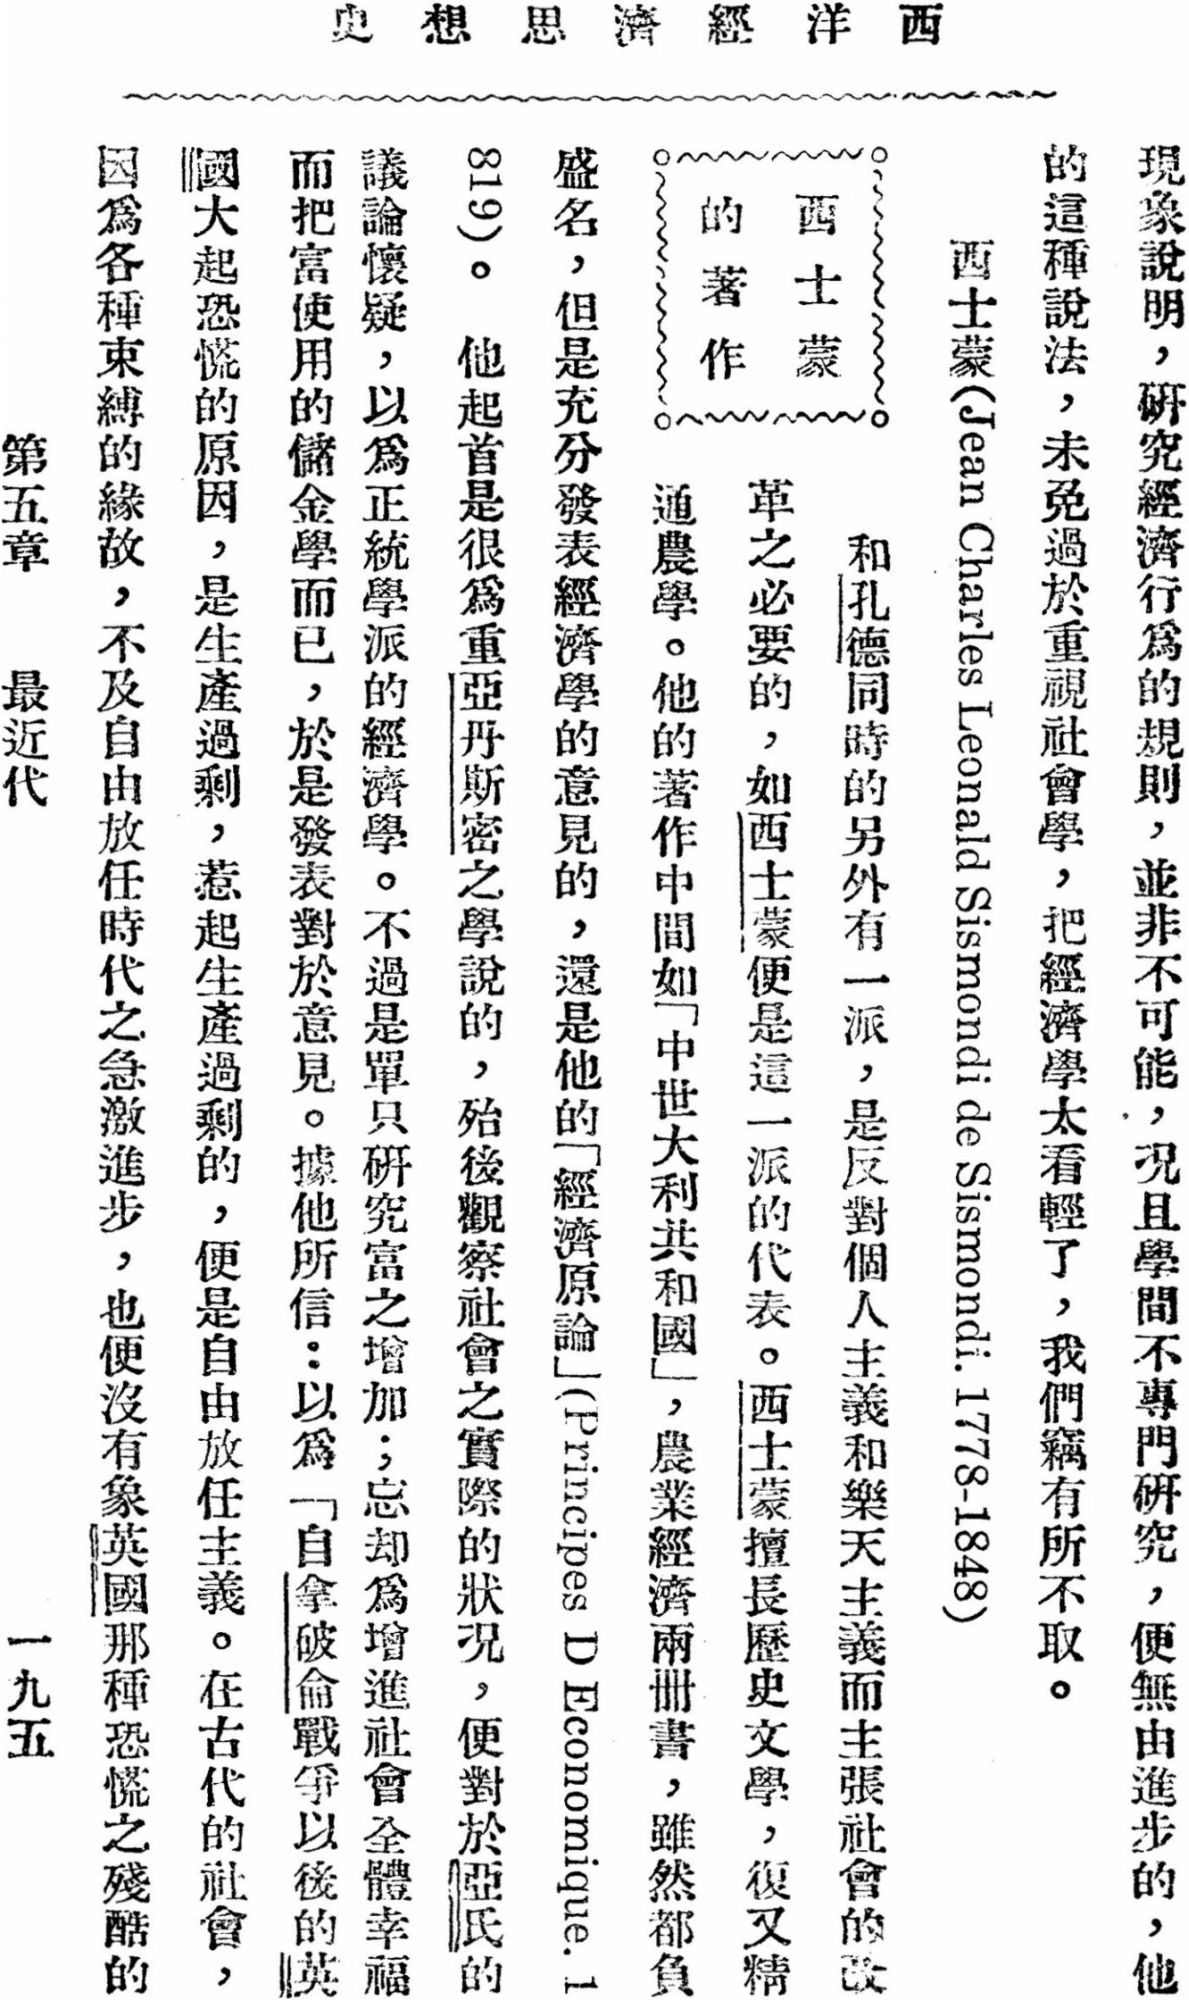 西洋經濟思想史
現象說明，研究經濟行爲的規則，並非不可能，况且學間不專門研究，便無由進步的，他
的這種說法，未免過於重視社會學，把經濟學太看輕了，我們竊有所不取。
西士蒙(Jean Charles Leonald Sismondi de Sismondi. 1778-1848)
西士蒙
的著作
和孔德同時的另外有一派，是反對個人主義和樂天主義而主張社會的改
革之必要的，如西士蒙便是這一派的代表。西士蒙擅長歷史文學，復又精
通農學。他的著作中間如「中世大利共和國」，農業經濟兩冊書，雖然都負
盛名，但是充分發表經濟學的意見的，還是他的「經濟原論」(Principes D Economique. 1
819)。他起首是很爲重亞丹斯密之學說的，殆後觀察社會之實際的狀况，便對於亞氏的
議論懷疑，以爲正統學派的經濟學。不過是單只研究富之增加；忘却爲增進社會全體幸福
而把富使用的儲金學而已，於是發表對於意見。據他所信：以爲「自拿破侖戰爭以後的英
國大起恐慌的原因，是生產過剩，惹起生產過剩的，便是自由放任主義。在古代的社會，
因爲各種束縛的緣故，不及自由放任時代之急激進步，也便沒有象英國那種恐慌之殘酷的
第五章 最近代 一九五